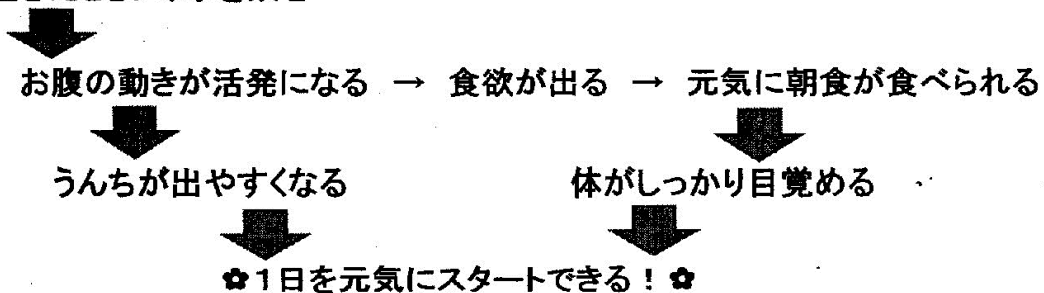 お腹の動きが活発になる → 食欲が出る → 元気に朝食が食べられる
うんちが出やすくなる 体がしっかり目覚める
✿1日を元気にスタートできる！✿